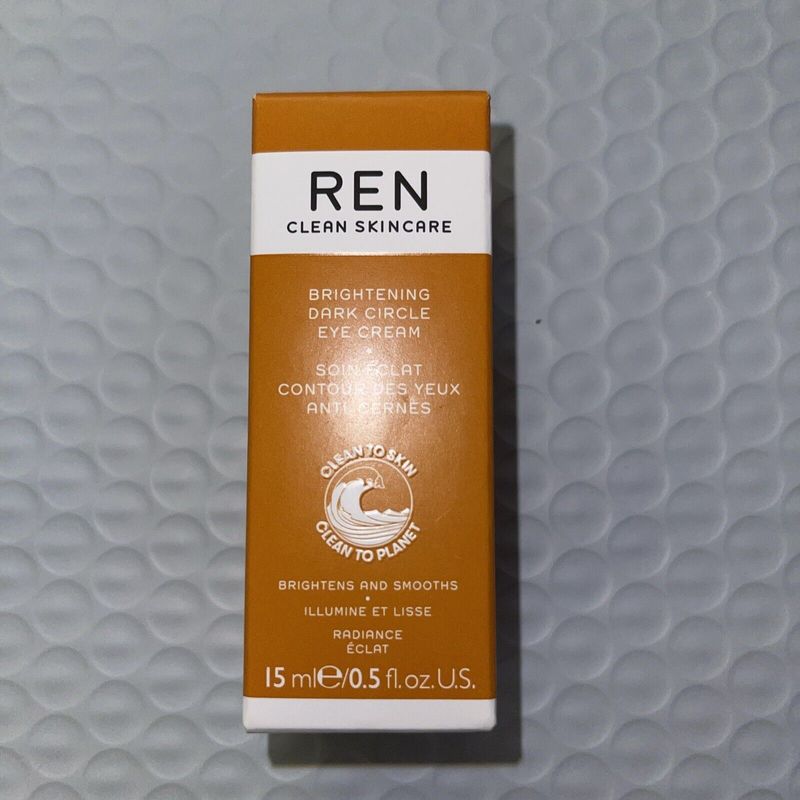 REN
CLEAN SKINCARE
BRIGHTENING
DARK CIRCLE
EYE CREAM
SOIN ÉCLAT
CONTOUR DES YEUX
ANTI-CERNES
CLEAN TO SKIN
CLEAN TO PLANET
BRIGHTENS AND SMOOTHS
•
ILLUMINE ET LISSE
RADIANCE
ÉCLAT
15 ml℮/0.5 fl.oz.U.S.